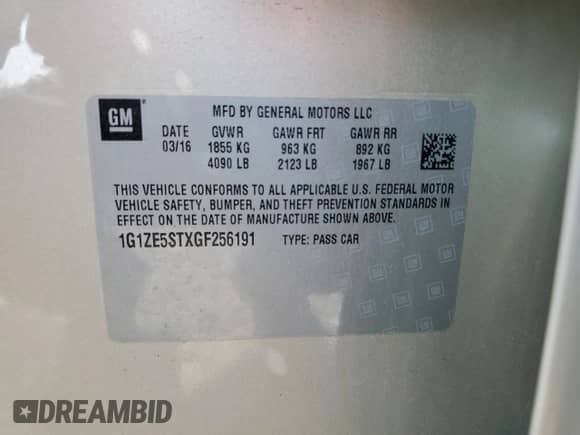 GM ® MFD BY GENERAL MOTORS LLC
DATE GVWR GAWR FRT GAWR RR
03/16 1855 KG 963 KG 892 KG
4090 LB 2123 LB 1967 LB
THIS VEHICLE CONFORMS TO ALL APPLICABLE U.S. FEDERAL MOTOR
VEHICLE SAFETY, BUMPER, AND THEFT PREVENTION STANDARDS IN
EFFECT ON THE DATE OF MANUFACTURE SHOWN ABOVE.
1G1ZE5STXGF256191 TYPE: PASS CAR
DREAMBID